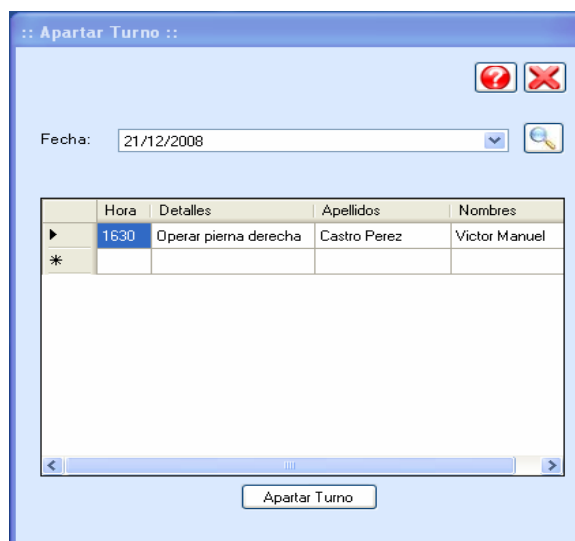 :: Apartar Turno ::
Fecha: 21/12/2008
Hora Detalles Apellidos Nombres
1630 Operar pierna derecha Castro Perez Victor Manuel
Apartar Turno